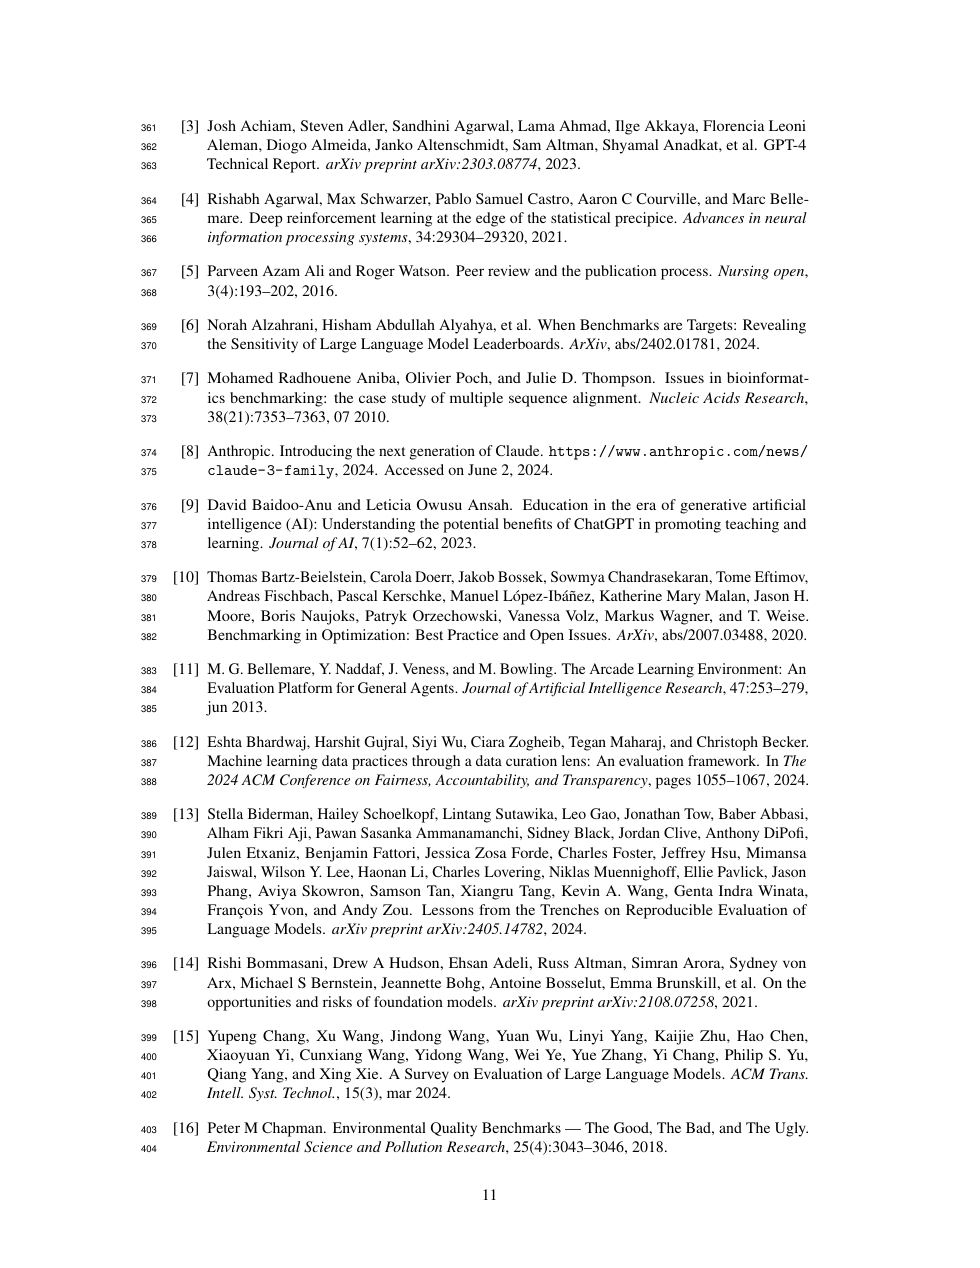 361 [3] Josh Achiam, Steven Adler, Sandhini Agarwal, Lama Ahmad, Ilge Akkaya, Florencia Leoni
362 Aleman, Diogo Almeida, Janko Altenschmidt, Sam Altman, Shyamal Anadkat, et al. GPT-4
363 Technical Report. arXiv preprint arXiv:2303.08774, 2023.
364 [4] Rishabh Agarwal, Max Schwarzer, Pablo Samuel Castro, Aaron C Courville, and Marc Belle-
365 mare. Deep reinforcement learning at the edge of the statistical precipice. Advances in neural
366 information processing systems, 34:29304–29320, 2021.
367 [5] Parveen Azam Ali and Roger Watson. Peer review and the publication process. Nursing open,
368 3(4):193–202, 2016.
369 [6] Norah Alzahrani, Hisham Abdullah Alyahya, et al. When Benchmarks are Targets: Revealing
370 the Sensitivity of Large Language Model Leaderboards. ArXiv, abs/2402.01781, 2024.
371 [7] Mohamed Radhouene Aniba, Olivier Poch, and Julie D. Thompson. Issues in bioinformat-
372 ics benchmarking: the case study of multiple sequence alignment. Nucleic Acids Research,
373 38(21):7353–7363, 07 2010.
374 [8] Anthropic. Introducing the next generation of Claude. https://www.anthropic.com/news/
375 claude-3-family, 2024. Accessed on June 2, 2024.
376 [9] David Baidoo-Anu and Leticia Owusu Ansah. Education in the era of generative artificial
377 intelligence (AI): Understanding the potential benefits of ChatGPT in promoting teaching and
378 learning. Journal of AI, 7(1):52–62, 2023.
379 [10] Thomas Bartz-Beielstein, Carola Doerr, Jakob Bossek, Sowmya Chandrasekaran, Tome Eftimov,
380 Andreas Fischbach, Pascal Kerschke, Manuel López-Ibáñez, Katherine Mary Malan, Jason H.
381 Moore, Boris Naujoks, Patryk Orzechowski, Vanessa Volz, Markus Wagner, and T. Weise.
382 Benchmarking in Optimization: Best Practice and Open Issues. ArXiv, abs/2007.03488, 2020.
383 [11] M. G. Bellemare, Y. Naddaf, J. Veness, and M. Bowling. The Arcade Learning Environment: An
384 Evaluation Platform for General Agents. Journal of Artificial Intelligence Research, 47:253–279,
385 jun 2013.
386 [12] Eshta Bhardwaj, Harshit Gujral, Siyi Wu, Ciara Zogheib, Tegan Maharaj, and Christoph Becker.
387 Machine learning data practices through a data curation lens: An evaluation framework. In The
388 2024 ACM Conference on Fairness, Accountability, and Transparency, pages 1055–1067, 2024.
389 [13] Stella Biderman, Hailey Schoelkopf, Lintang Sutawika, Leo Gao, Jonathan Tow, Baber Abbasi,
390 Alham Fikri Aji, Pawan Sasanka Ammanamanchi, Sidney Black, Jordan Clive, Anthony DiPofi,
391 Julen Etxaniz, Benjamin Fattori, Jessica Zosa Forde, Charles Foster, Jeffrey Hsu, Mimansa
392 Jaiswal, Wilson Y. Lee, Haonan Li, Charles Lovering, Niklas Muennighoff, Ellie Pavlick, Jason
393 Phang, Aviya Skowron, Samson Tan, Xiangru Tang, Kevin A. Wang, Genta Indra Winata,
394 François Yvon, and Andy Zou. Lessons from the Trenches on Reproducible Evaluation of
395 Language Models. arXiv preprint arXiv:2405.14782, 2024.
396 [14] Rishi Bommasani, Drew A Hudson, Ehsan Adeli, Russ Altman, Simran Arora, Sydney von
397 Arx, Michael S Bernstein, Jeannette Bohg, Antoine Bosselut, Emma Brunskill, et al. On the
398 opportunities and risks of foundation models. arXiv preprint arXiv:2108.07258, 2021.
399 [15] Yupeng Chang, Xu Wang, Jindong Wang, Yuan Wu, Linyi Yang, Kaijie Zhu, Hao Chen,
400 Xiaoyuan Yi, Cunxiang Wang, Yidong Wang, Wei Ye, Yue Zhang, Yi Chang, Philip S. Yu,
401 Qiang Yang, and Xing Xie. A Survey on Evaluation of Large Language Models. ACM Trans.
402 Intell. Syst. Technol., 15(3), mar 2024.
403 [16] Peter M Chapman. Environmental Quality Benchmarks — The Good, The Bad, and The Ugly.
404 Environmental Science and Pollution Research, 25(4):3043–3046, 2018.
11